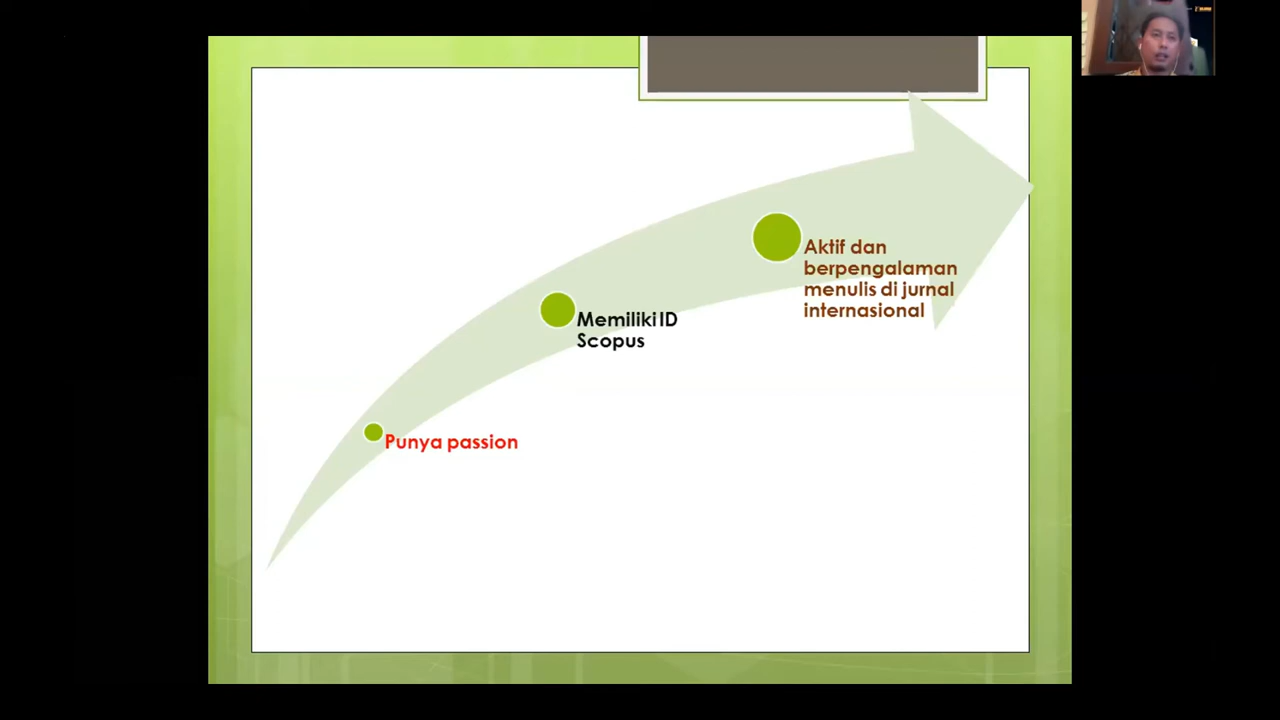 Aktif dan
berpengalaman
menulis di jurnal
internasional
Memiliki ID
Scopus
Punya passion